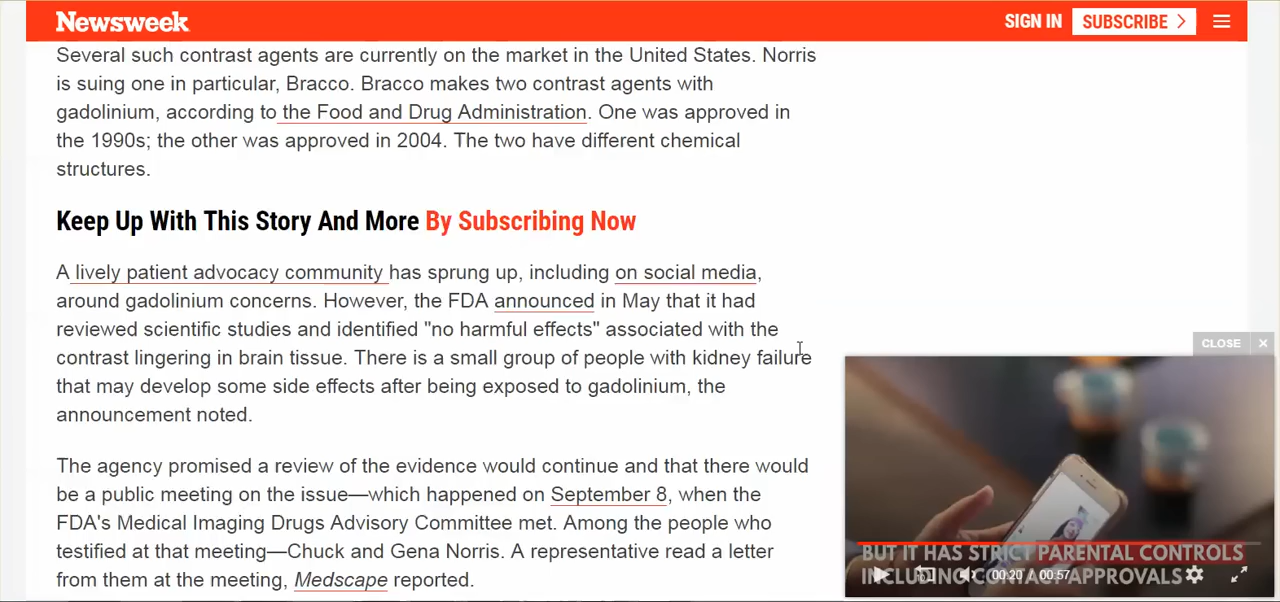 Newsweek
SIGN IN
SUBSCRIBE
Several such contrast agents are currently on the market in the United States. Norris
is suing one in particular, Bracco. Bracco makes two contrast agents with
gadolinium, according to the Food and Drug Administration. One was approved in
the 1990s; the other was approved in 2004. The two have different chemical
structures.
Keep Up With This Story And More By Subscribing Now
A lively patient advocacy community has sprung up, including on social media,
around gadolinium concerns. However, the FDA announced in May that it had
reviewed scientific studies and identified "no harmful effects" associated with the
contrast lingering in brain tissue. There is a small group of people with kidney failure
that may develop some side effects after being exposed to gadolinium, the
announcement noted.
The agency promised a review of the evidence would continue and that there would
be a public meeting on the issue—which happened on September 8, when the
FDA's Medical Imaging Drugs Advisory Committee met. Among the people who
testified at that meeting—Chuck and Gena Norris. A representative read a letter
from them at the meeting, Medscape reported.
CLOSE
BUT IT HAS STRICT PARENTAL CONTROLS
INCLUDING CONTACT APPROVALS
00:20 / 00:57